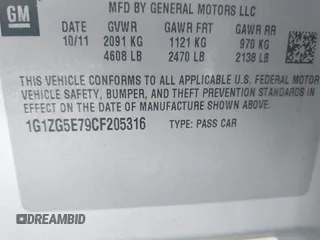 GM
MFD BY GENERAL MOTORS LLC
DATE GVWR GAWR FRT GAWR RR
10/11 2091 KG 1121 KG 970 KG
4608 LB 2470 LB 2138 LB
THIS VEHICLE CONFORMS TO ALL APPLICABLE U.S. FEDERAL MOTOR
VEHICLE SAFETY, BUMPER, AND THEFT PREVENTION STANDARDS IN
EFFECT ON THE DATE OF MANUFACTURE SHOWN ABOVE.
1G1ZG5E79CF205316 TYPE: PASS CAR
CARANDBID